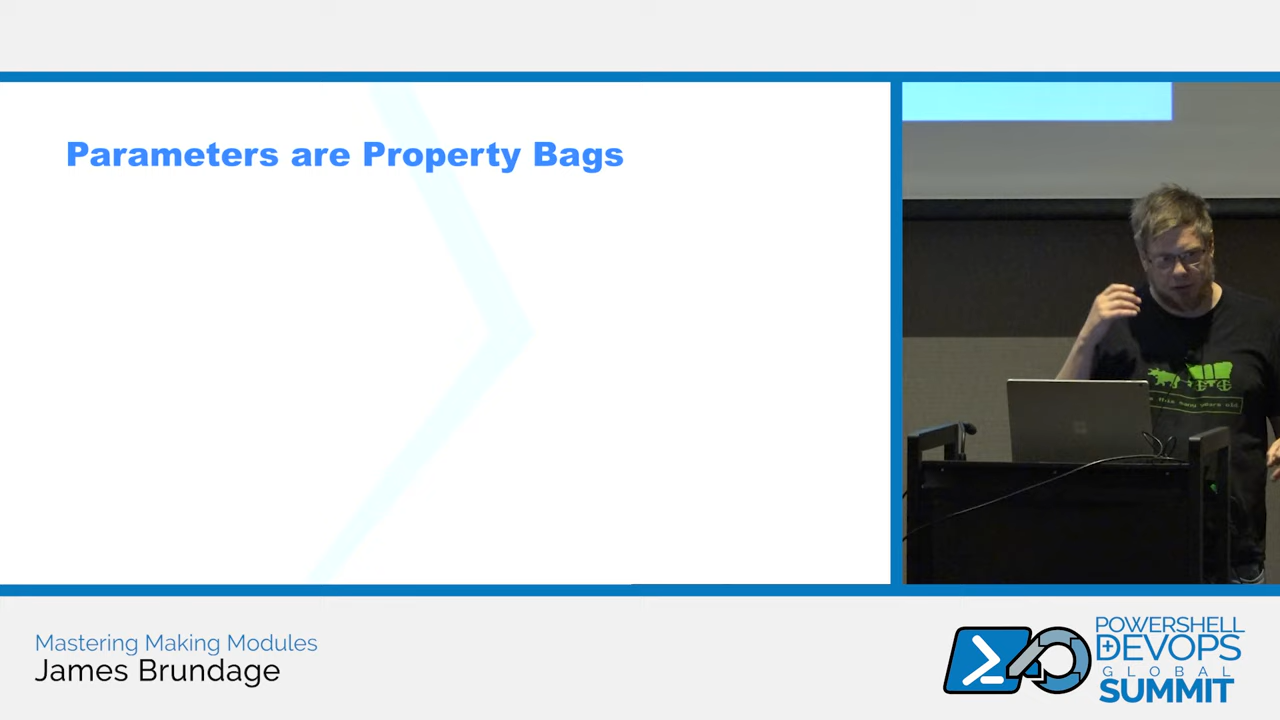 Parameters are Property Bags
Mastering Making Modules
James Brundage
POWERSHELL
DEVOPS
GLOBAL
SUMMIT